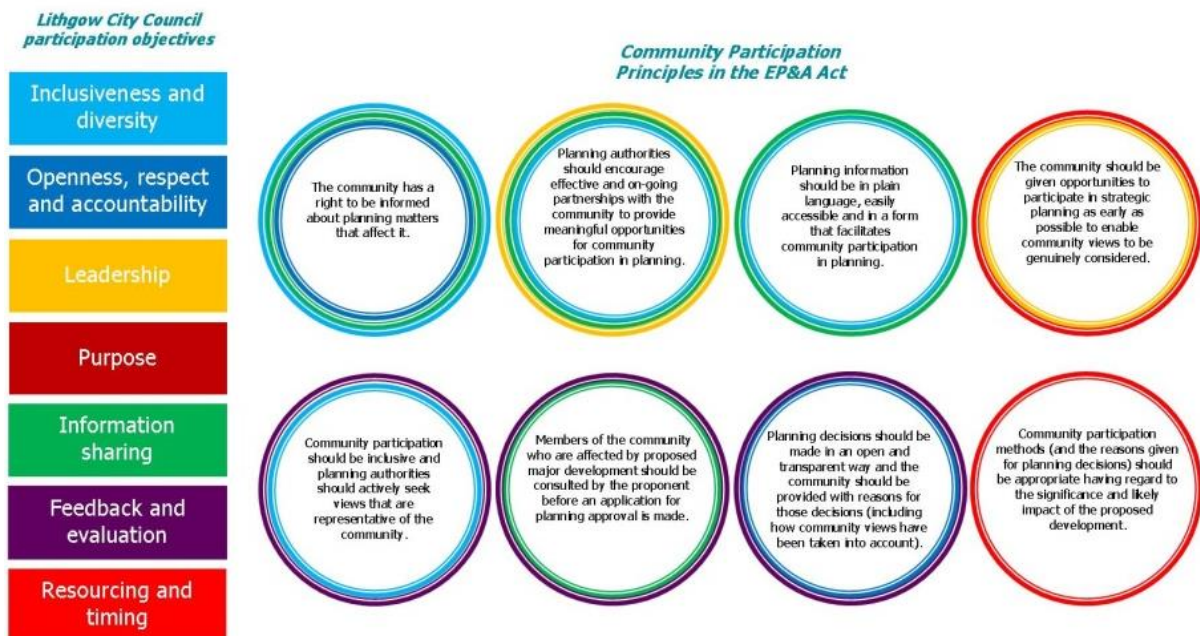 Lithgow City Council
participation objectives
Inclusiveness and
diversity
Openness, respect
and accountability
Leadership
Purpose
Information
sharing
Feedback and
evaluation
Resourcing and
timing
Community Participation
Principles in the EP&A Act
The community has a
right to be informed
about planning matters
that affect it.
Planning authorities
should encourage
effective and on-going
partnerships with the
community to provide
meaningful opportunities
for community
participation in planning.
Planning information
should be in plain
language, easily
accessible and in a form
that facilitates
community participation
in planning.
The community should be
given opportunities to
participate in strategic
planning as early as
possible to enable
community views to be
genuinely considered.
Community participation
should be inclusive and
planning authorities
should actively seek
views that are
representative of the
community.
Members of the community
who are affected by proposed
major development should be
consulted by the proponent
before an application for
planning approval is made.
Planning decisions should be
made in an open and
transparent way and the
community should be
provided with reasons for
those decisions (including
how community views have
been taken into account).
Community participation
methods (and the reasons given
for planning decisions) should
be appropriate having regard to
the significance and likely
impact of the proposed
development.